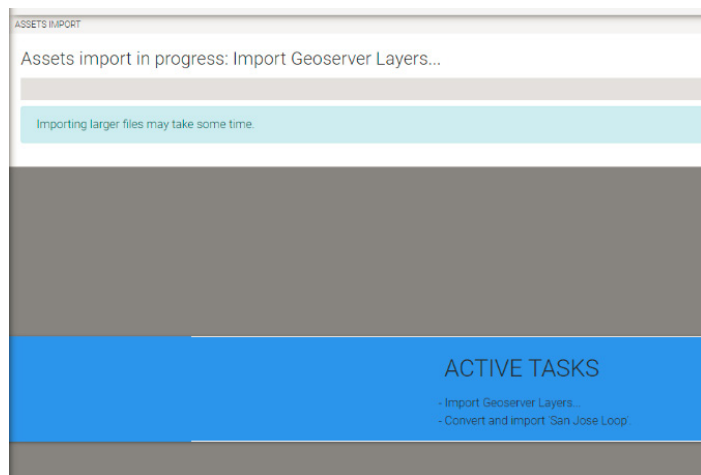 ASSETS IMPORT
Assets import in progress: Import Geoserver Layers...
Importing larger files may take some time.
ACTIVE TASKS
- Import Geoserver Layers...
- Convert and import 'San Jose Loop'.